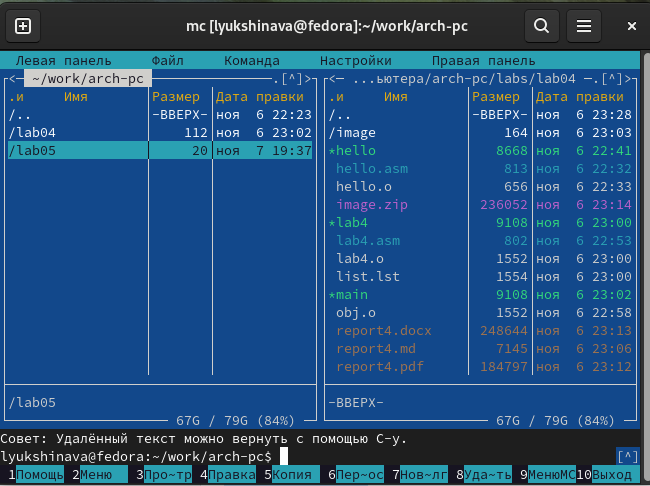 mc [lyukshinava@fedora]:~/work/arch-pc
Левая панель Файл Команда Настройки Правая панель
<- ~/work/arch-pc .[^]> <- ...ьютера/arch-pc/labs/lab04 -.[^]>
.и Имя Размер Дата правки .и Имя Размер Дата правки
/.. -ВВЕРХ- ноя 6 22:23 /.. -ВВЕРХ- ноя 6 23:28
/lab04 112 ноя 6 23:02 /image 164 ноя 6 23:03
/lab05 20 ноя 7 19:37 *hello 8668 ноя 6 22:41
hello.asm 813 ноя 6 22:32
hello.o 656 ноя 6 22:33
image.zip 236052 ноя 6 23:14
*lab4 9108 ноя 6 23:00
lab4.asm 802 ноя 6 22:53
lab4.o 1552 ноя 6 23:00
list.lst 1554 ноя 6 23:00
*main 9108 ноя 6 23:02
obj.o 1552 ноя 6 22:58
report4.docx 248644 ноя 6 23:13
report4.md 7145 ноя 6 23:06
report4.pdf 184797 ноя 6 23:12
/lab05 -ВВЕРХ-
67G / 79G (84%) 67G / 79G (84%)
Совет: Удалённый текст можно вернуть с помощью C-y.
lyukshinava@fedora:~/work/arch-pc$ [^]
1Помощь 2Меню 3Про~тр 4Правка 5Копия 6Пер~ос 7Нов~лг 8Уда~ть 9МенюMC 10Выход